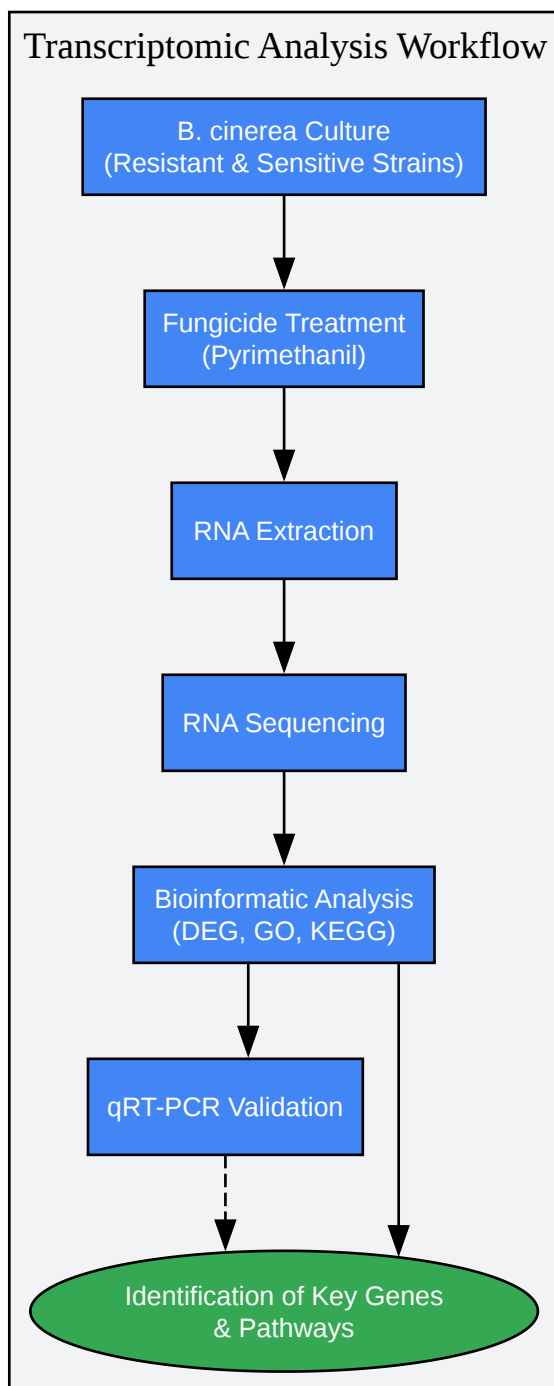 Transcriptomic Analysis Workflow
B. cinerea Culture
(Resistant & Sensitive Strains)
Fungicide Treatment
(Pyrimethanil)
RNA Extraction
RNA Sequencing
Bioinformatic Analysis
(DEG, GO, KEGG)
qRT-PCR Validation
Identification of Key Genes
& Pathways